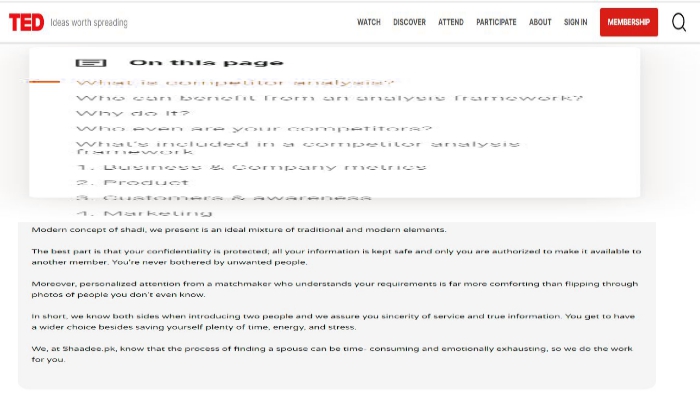 TED Ideas worth spreading
WATCH DISCOVER ATTEND PARTICIPATE ABOUT SIGN IN MEMBERSHIP
On this page
What is competitor analysis?
Who can benefit from an analysis framework?
Why do it?
Who even are your competitors?
What's included in a competitor analysis
framework
1. Business & Company metrics
2. Product
3. Customers & awareness
4. Marketing
Modern concept of shadi, we present is an ideal mixture of traditional and modern elements.
The best part is that your confidentiality is protected; all your information is kept safe and only you are authorized to make it available to
another member. You're never bothered by unwanted people.
Moreover, personalized attention from a matchmaker who understands your requirements is far more comforting than flipping through
photos of people you don't even know.
In short, we know both sides when introducing two people and we assure you sincerity of service and true information. You get to have
a wider choice besides saving yourself plenty of time, energy, and stress.
We, at Shaadee.pk, know that the process of finding a spouse can be time- consuming and emotionally exhausting, so we do the work
for you.